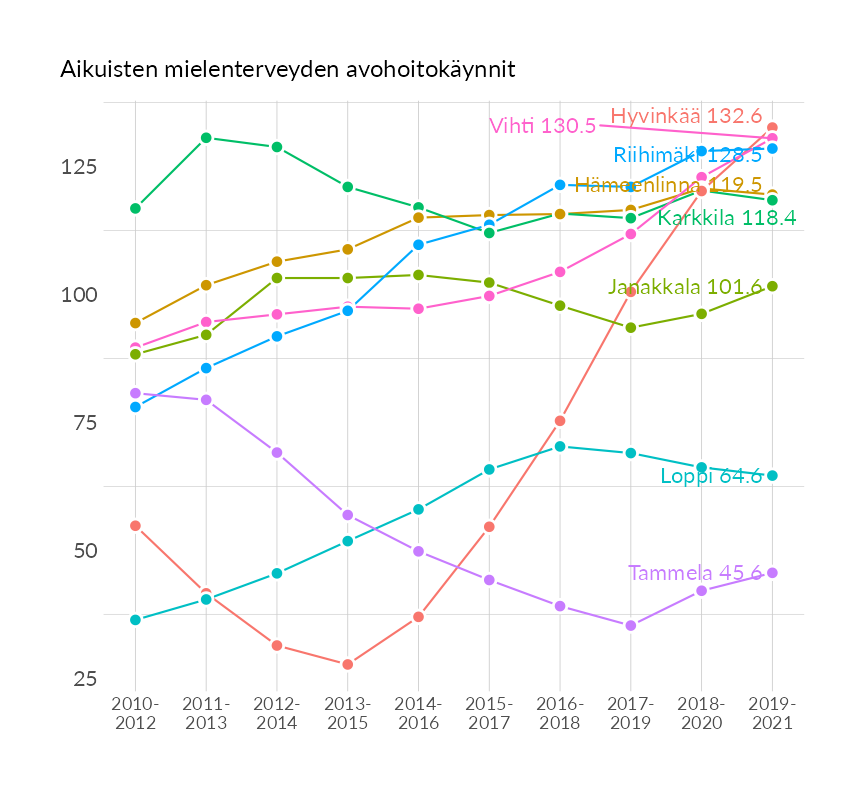 Aikuisten mielenterveyden avohoitokäynnit
Hyvinkää 132.6
Vihti 130.5
Riihimäki 128.5
125
Hämeenlinna 119.5
Karkkila 118.4
Janakkala 101.6
100
75
Loppi 64.6
50
Tammela 45.6
25
2010-
2012
2011-
2013
2012-
2014
2013-
2015
2014-
2016
2015-
2017
2016-
2018
2017-
2019
2018-
2020
2019-
2021